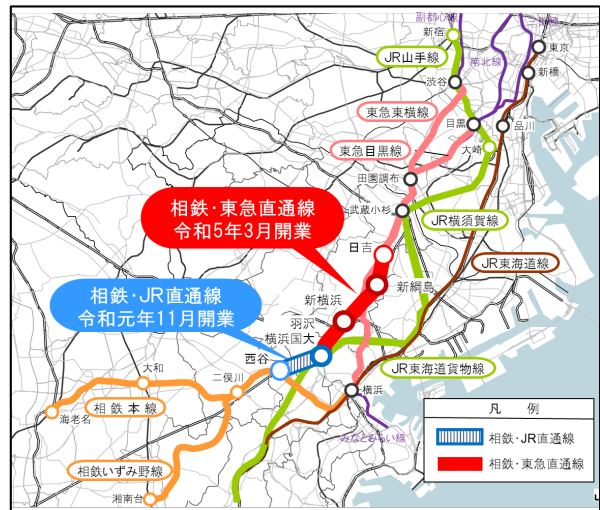 副都心線
新宿
三田線
東京
JR山手線
南北線
新橋
渋谷
東急東横線
目黒
品川
東急目黒線
大崎
田園調布
武蔵小杉
JR横須賀線
相鉄・東急直通線
令和5年3月開業
日吉
JR東海道線
新綱島
相鉄・JR直通線
令和元年11月開業
新横浜
羽沢
横浜国大
西谷
JR東海道貨物線
大和
二俣川
横浜
海老名
相鉄本線
みなとみらい線
相鉄いずみ野線
湘南台
凡 例
相鉄・JR直通線
相鉄・東急直通線